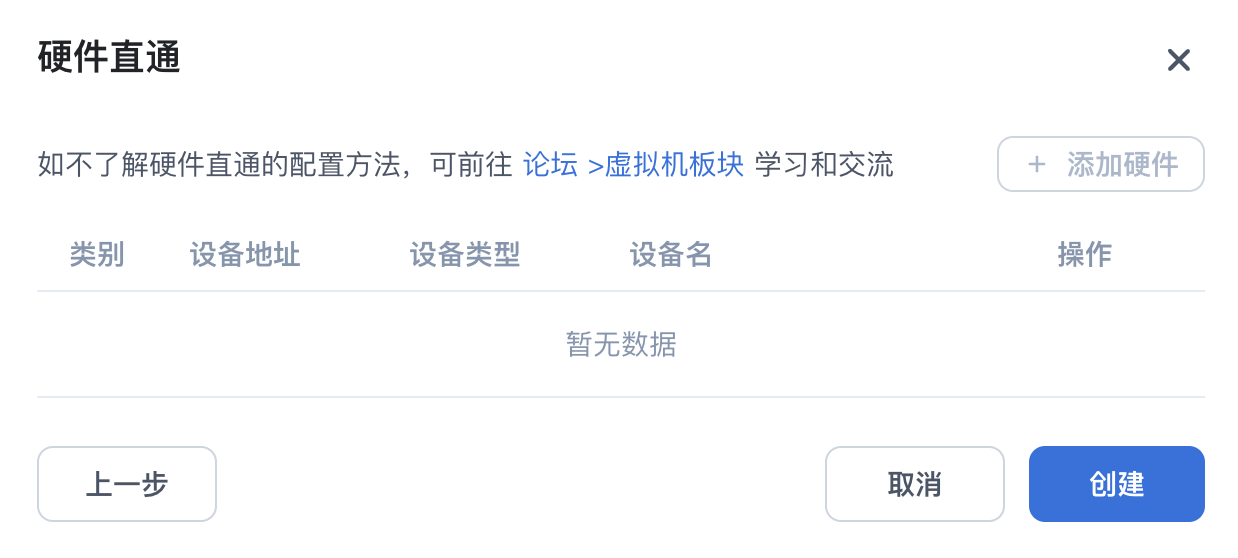 硬件直通
如不了解硬件直通的配置方法，可前往 论坛 >虚拟机板块 学习和交流
+ 添加硬件
类别 设备地址 设备类型 设备名 操作
暂无数据
上一步 取消 创建